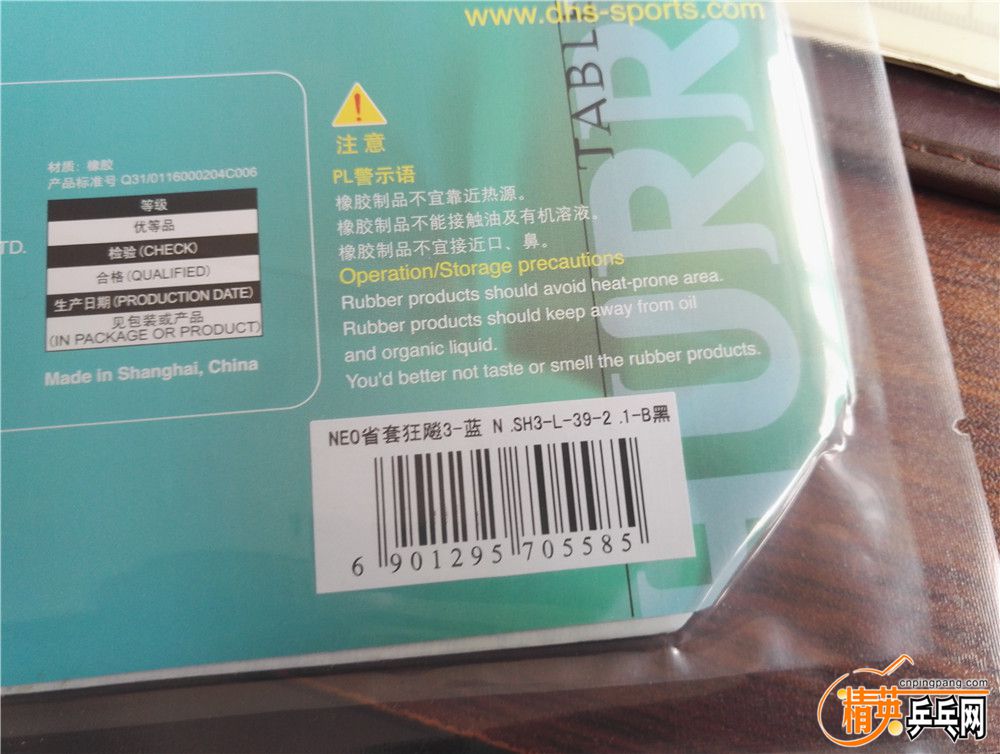 www.dhs-sports.com
TABL
HURR
材质：橡胶
产品标准号 Q31/0116000204C006
等级
优等品
检验(CHECK)
合格(QUALIFIED)
生产日期(PRODUCTION DATE)
见包装或产品
(IN PACKAGE OR PRODUCT)
TD.
Made in Shanghai, China
注意
PL警示语
橡胶制品不宜靠近热源。
橡胶制品不能接触油及有机溶液。
橡胶制品不宜接近口、鼻。
Operation/Storage precautions
Rubber products should avoid heat-prone area.
Rubber products should keep away from oil
and organic liquid.
You'd better not taste or smell the rubber products.
NEO省套狂飚3-蓝 N .SH3-L-39-2 .1-B黑
6 901295 705585
cnpingpang.com
精英乒乓网